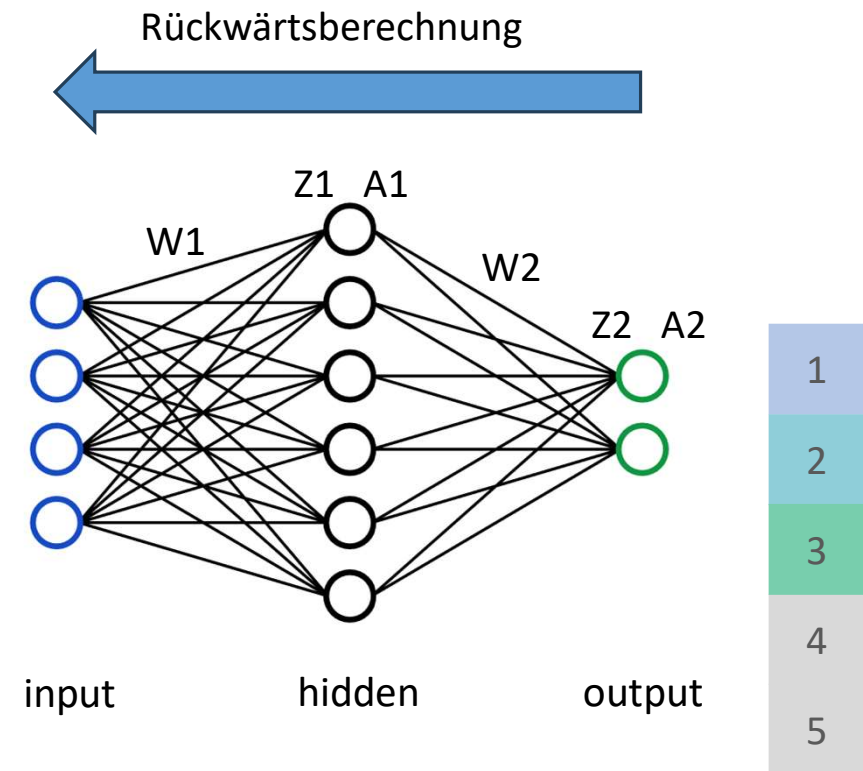 Rückwärtsberechnung
Z1 A1
W1
W2
Z2 A2
1
2
3
4
5
input hidden output